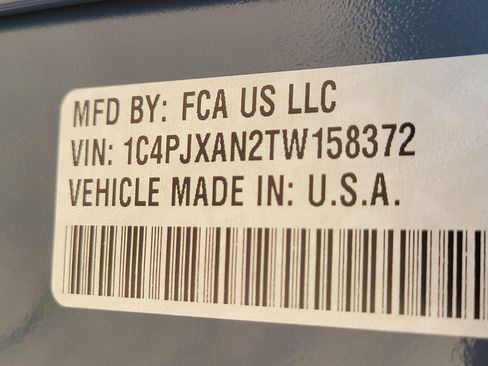 MFD BY: FCA US LLC
VIN: 1C4PJXAN2TW158372
VEHICLE MADE IN: U.S.A.